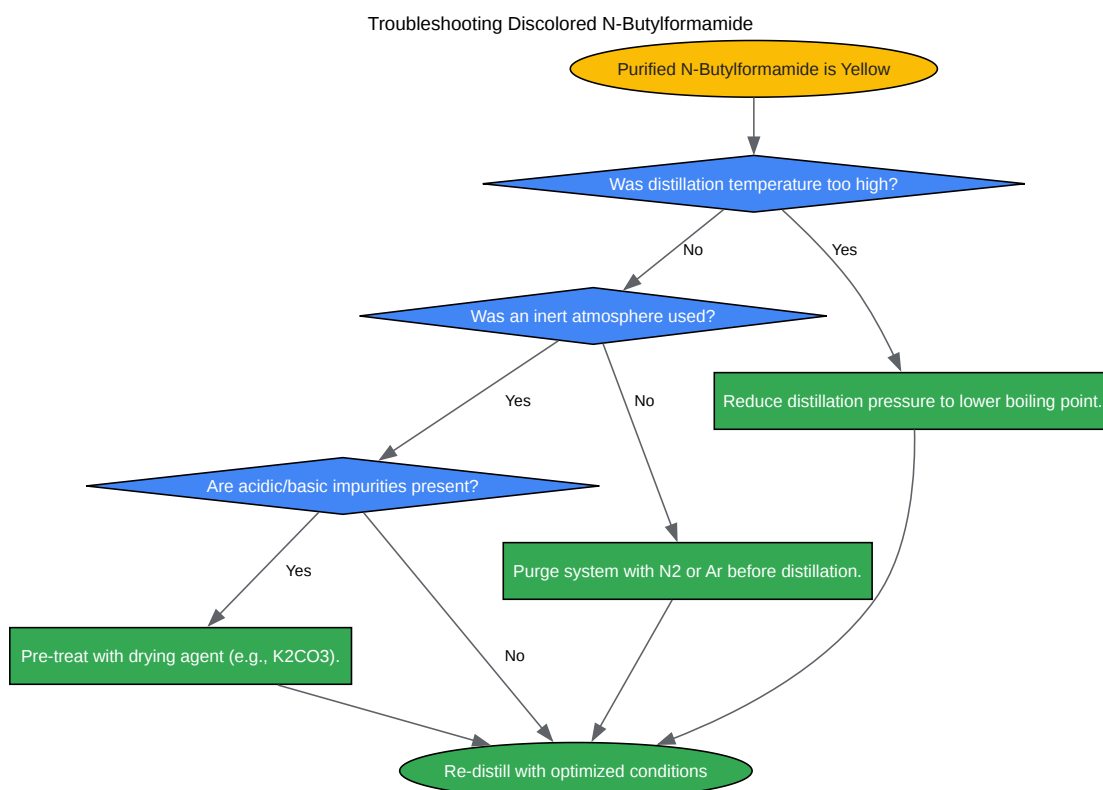 Troubleshooting Discolored N-Butylformamide
Purified N-Butylformamide is Yellow
Was distillation temperature too high?
No
Yes
Was an inert atmosphere used?
Yes
No
Reduce distillation pressure to lower boiling point.
Are acidic/basic impurities present?
Yes
Purge system with N2 or Ar before distillation.
Pre-treat with drying agent (e.g., K2CO3).
No
Re-distill with optimized conditions